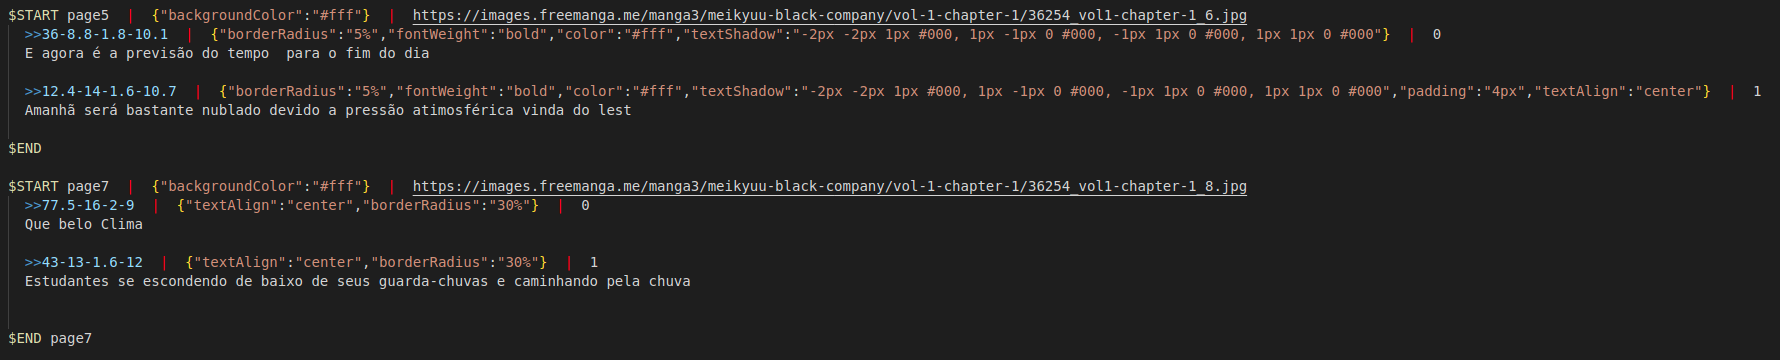 $START page5  |  {"backgroundColor":"#fff"}  |  https://images.freemanga.me/manga3/meikyuu-black-company/vol-1-chapter-1/36254_vol1-chapter-1_6.jpg
>>36-8.8-1.8-10.1  |  {"borderRadius":"5%","fontWeight":"bold","color":"#fff","textShadow":"-2px -2px 1px #000, 1px -1px 0 #000, -1px 1px 0 #000, 1px 1px 0 #000"}  |  0
E agora é a previsão do tempo  para o fim do dia
>>12.4-14-1.6-10.7  |  {"borderRadius":"5%","fontWeight":"bold","color":"#fff","textShadow":"-2px -2px 1px #000, 1px -1px 0 #000, -1px 1px 0 #000, 1px 1px 0 #000","padding":"4px","textAlign":"center"}  |  1
Amanhã será bastante nublado devido a pressão atimosférica vinda do lest
$END
$START page7  |  {"backgroundColor":"#fff"}  |  https://images.freemanga.me/manga3/meikyuu-black-company/vol-1-chapter-1/36254_vol1-chapter-1_8.jpg
>>77.5-16-2-9  |  {"textAlign":"center","borderRadius":"30%"}  |  0
Que belo Clima
>>43-13-1.6-12  |  {"textAlign":"center","borderRadius":"30%"}  |  1
Estudantes se escondendo de baixo de seus guarda-chuvas e caminhando pela chuva
$END page7